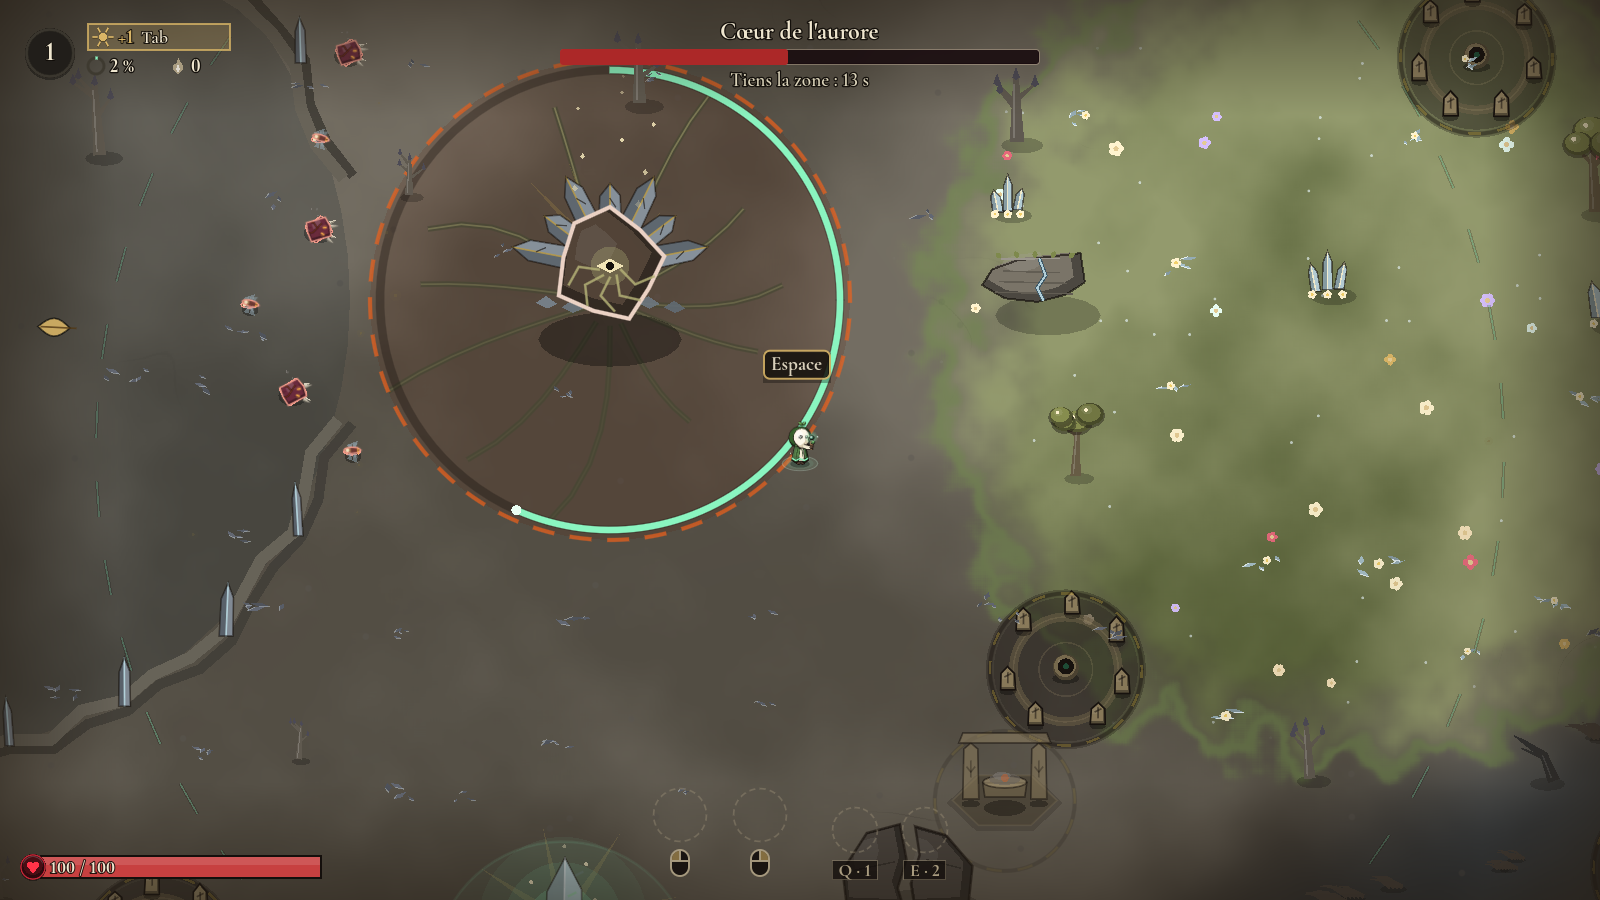 1
+1 Tab
2 %
0
Cœur de l'aurore
Tiens la zone : 13 s
Espace
100 / 100
Q · 1
E · 2